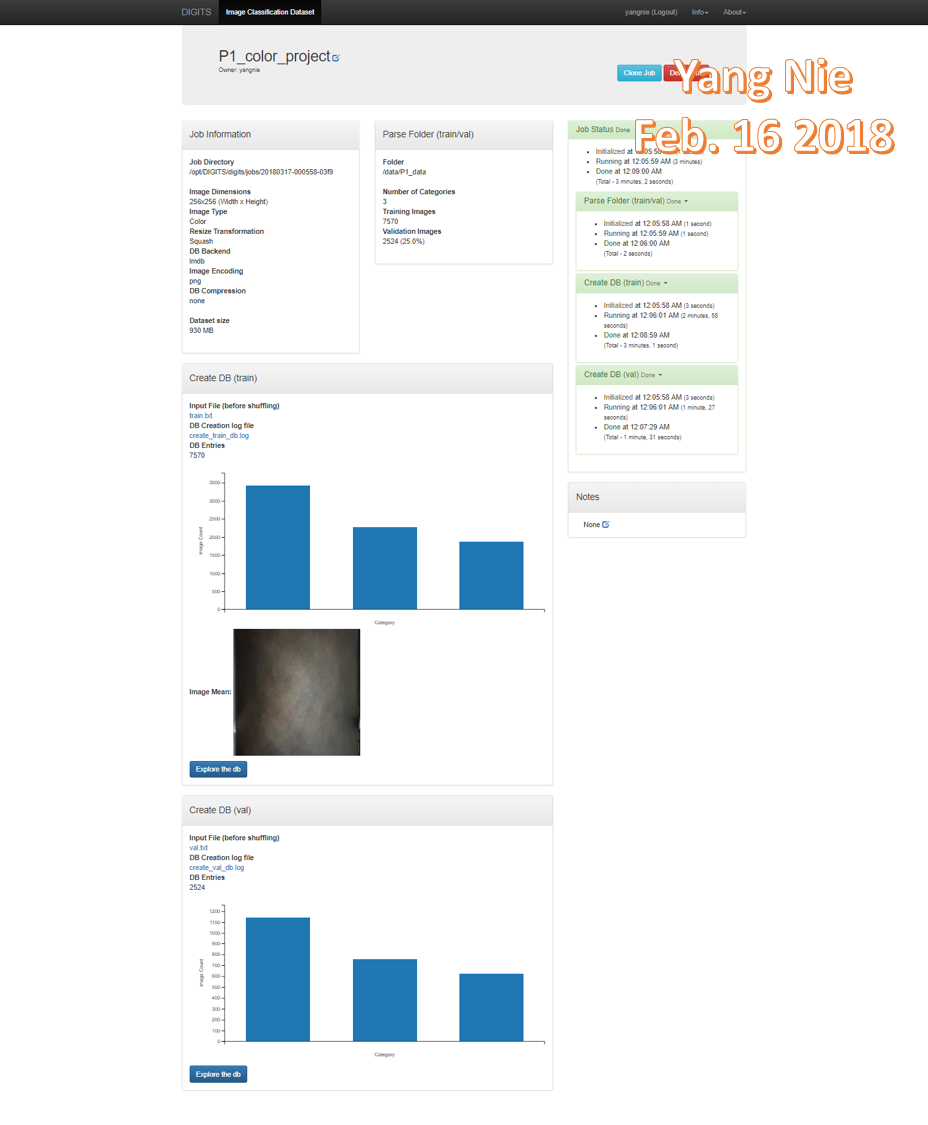 DIGITS Image Classification Dataset yangnie (Logout) Info About
P1_color_project
Owner: yangnie
Clone Job
Yang Nie
Feb. 16 2018
Job Information
Job Directory
/opt/DIGITS/digits/jobs/20180317-000558-03f9
Image Dimensions
256x256 (Width x Height)
Image Type
Color
Resize Transformation
Squash
DB Backend
lmdb
Image Encoding
png
DB Compression
none
Dataset size
930 MB
Parse Folder (train/val)
Folder
/data/P1_data
Number of Categories
3
Training Images
7570
Validation Images
2524 (25.0%)
Job Status Done
Initialized at
Running at 12:05:59 AM (3 minutes)
Done at 12:09:00 AM
(Total - 3 minutes, 2 seconds)
Parse Folder (train/val) Done
Initialized at 12:05:58 AM (1 second)
Running at 12:05:59 AM (1 second)
Done at 12:06:00 AM
(Total - 2 seconds)
Create DB (train) Done
Initialized at 12:05:58 AM (3 seconds)
Running at 12:06:01 AM (2 minutes, 58
seconds)
Done at 12:08:59 AM
(Total - 3 minutes, 1 second)
Create DB (val) Done
Initialized at 12:05:58 AM (3 seconds)
Running at 12:06:01 AM (1 minute, 27
seconds)
Done at 12:07:29 AM
(Total - 1 minute, 31 seconds)
Notes
None
Create DB (train)
Input File (before shuffling)
train.txt
DB Creation log file
create_train_db.log
DB Entries
7570
3500
3000
2500
2000
1500
1000
500
0
Image Count
Category
Image Mean:
Explore the db
Create DB (val)
Input File (before shuffling)
val.txt
DB Creation log file
create_val_db.log
DB Entries
2524
1200
1100
1000
900
800
700
600
500
400
300
200
100
0
Image Count
Category
Explore the db